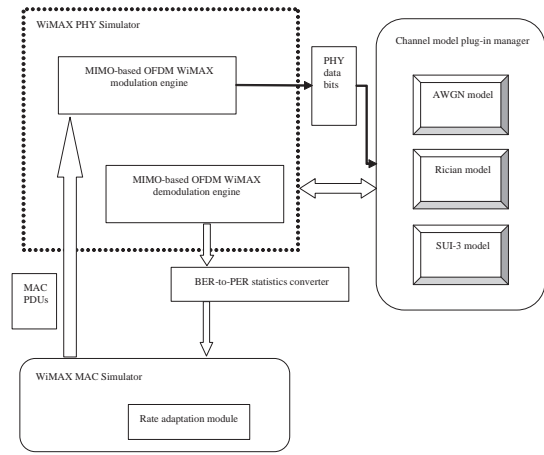 WiMAX PHY Simulator
MIMO-based OFDM WiMAX
modulation engine
PHY
data
bits
Channel model plug-in manager
AWGN model
Rician model
SUI-3 model
MIMO-based OFDM WiMAX
demodulation engine
MAC
PDUs
BER-to-PER statistics converter
WiMAX MAC Simulator
Rate adaptation module